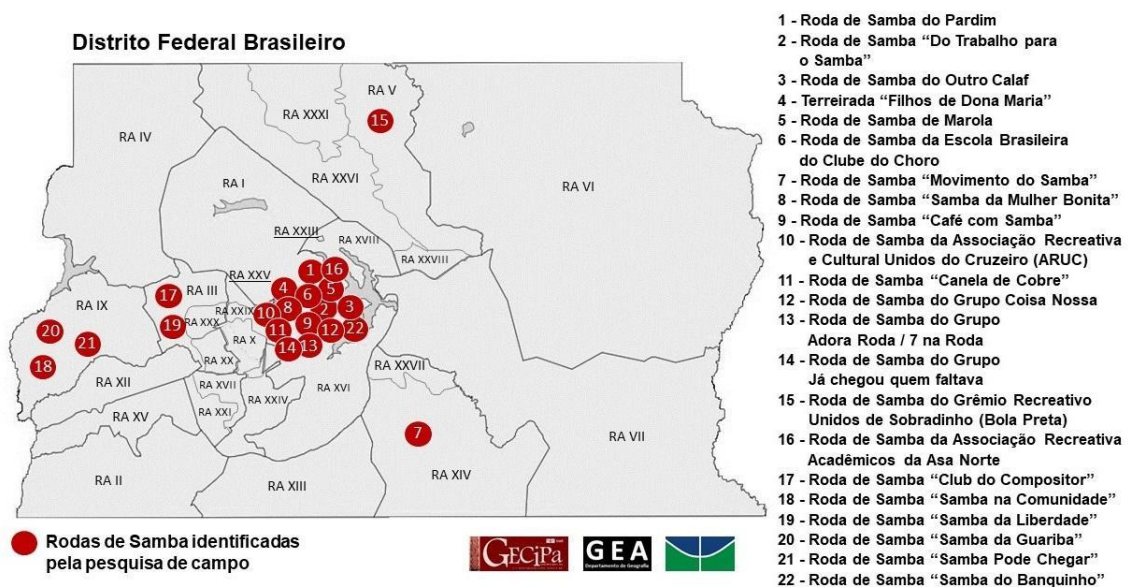 Distrito Federal Brasileiro
RA IV
RA XXXI
RA V
15
RA XXVI
RA I
RA VI
RA XXIII
RA XVIII
RA XXVIII
RA XXV
1
16
4
6
5
17
RA III
RA IX
RA XXIX
10
8
2
3
20
19
RA XXX
11
9
12
22
21
RA X
14
13
18
RA XX
RA XXVII
RA XII
RA XVII
RA XXIV
RA XVI
RA XV
RA XXI
7
RA VII
RA II
RA XIII
RA XIV
Rodas de Samba identificadas
pela pesquisa de campo
GECIPA
GEA
Departamento de Geografia
1 - Roda de Samba do Pardim
2 - Roda de Samba “Do Trabalho para
o Samba”
3 - Roda de Samba do Outro Calaf
4 - Terreirada “Filhos de Dona Maria”
5 - Roda de Samba de Marola
6 - Roda de Samba da Escola Brasileira
do Clube do Choro
7 - Roda de Samba “Movimento do Samba”
8 - Roda de Samba “Samba da Mulher Bonita”
9 - Roda de Samba “Café com Samba”
10 - Roda de Samba da Associação Recreativa
e Cultural Unidos do Cruzeiro (ARUC)
11 - Roda de Samba “Canela de Cobre”
12 - Roda de Samba do Grupo Coisa Nossa
13 - Roda de Samba do Grupo
Adora Roda / 7 na Roda
14 - Roda de Samba do Grupo
Já chegou quem faltava
15 - Roda de Samba do Grêmio Recreativo
Unidos de Sobradinho (Bola Preta)
16 - Roda de Samba da Associação Recreativa
Acadêmicos da Asa Norte
17 - Roda de Samba “Club do Compositor”
18 - Roda de Samba “Samba na Comunidade”
19 - Roda de Samba “Samba da Liberdade”
20 - Roda de Samba “Samba da Guariba”
21 - Roda de Samba “Samba Pode Chegar”
22 - Roda de Samba “Samba do Banquinho”